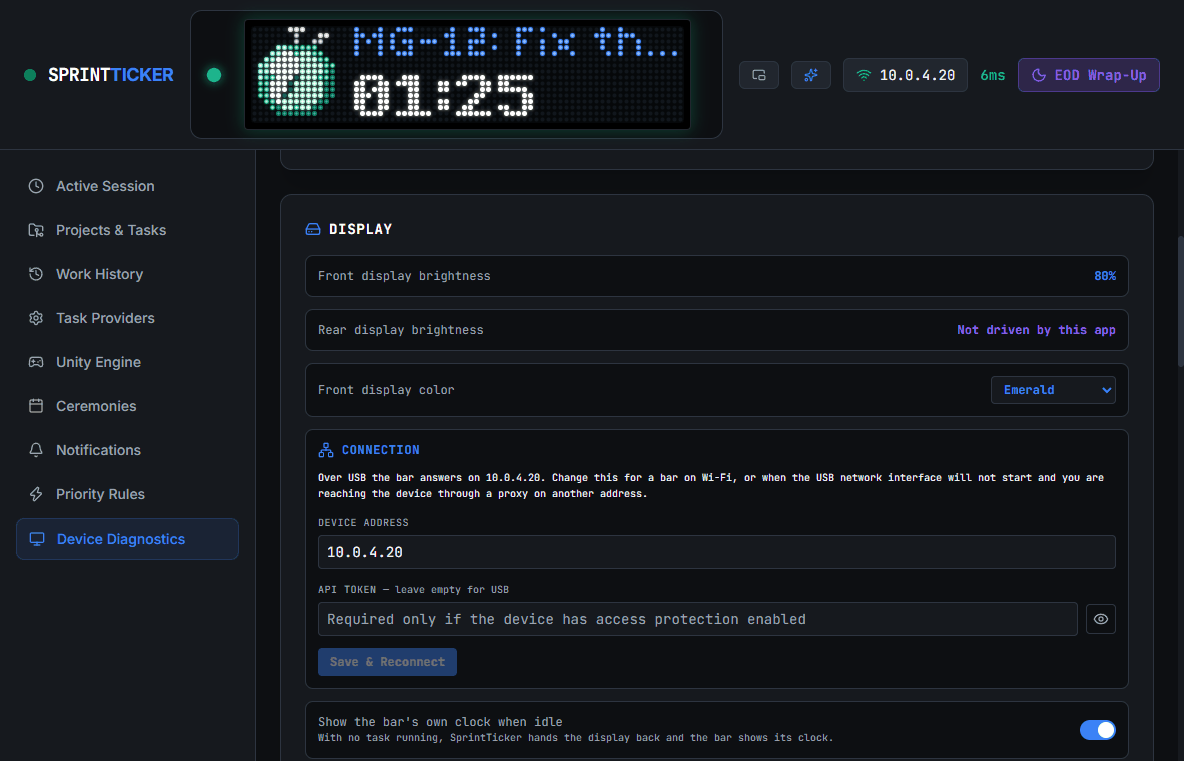 SPRINTTICKER
MG-12: Fix th...
01:25
10.0.4.20
6ms
EOD Wrap-Up
Active Session
Projects & Tasks
Work History
Task Providers
Unity Engine
Ceremonies
Notifications
Priority Rules
Device Diagnostics
DISPLAY
Front display brightness
80%
Rear display brightness
Not driven by this app
Front display color
Emerald
CONNECTION
Over USB the bar answers on 10.0.4.20. Change this for a bar on Wi-Fi, or when the USB network interface will not start and you are
reaching the device through a proxy on another address.
DEVICE ADDRESS
10.0.4.20
API TOKEN — leave empty for USB
Required only if the device has access protection enabled
Save & Reconnect
Show the bar's own clock when idle
With no task running, SprintTicker hands the display back and the bar shows its clock.